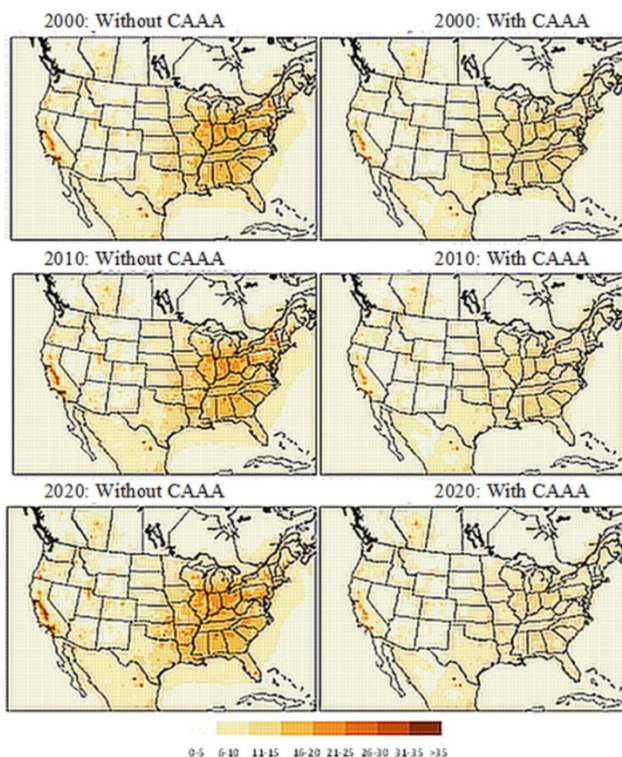 2000: Without CAAA 2000: With CAAA
2010: Without CAAA 2010: With CAAA
2020: Without CAAA 2020: With CAAA
0-5 6-10 11-15 16-20 21-25 26-30 31-35 >35